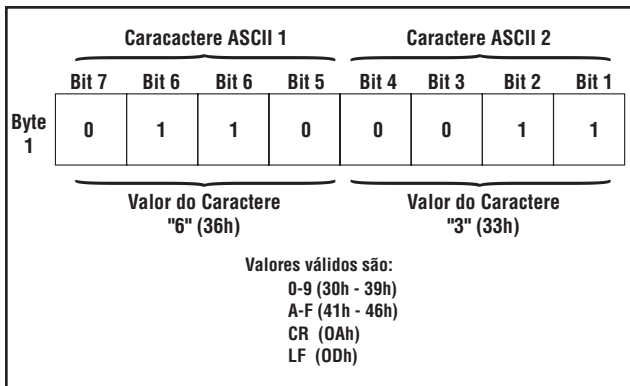 Caracactere ASCII 1 Caractere ASCII 2
Bit 7 Bit 6 Bit 6 Bit 5 Bit 4 Bit 3 Bit 2 Bit 1
Byte
1
0 1 1 0 0 0 1 1
Valor do Caractere Valor do Caractere
"6" (36h) "3" (33h)
Valores válidos são:
0-9 (30h - 39h)
A-F (41h - 46h)
CR (OAh)
LF (ODh)